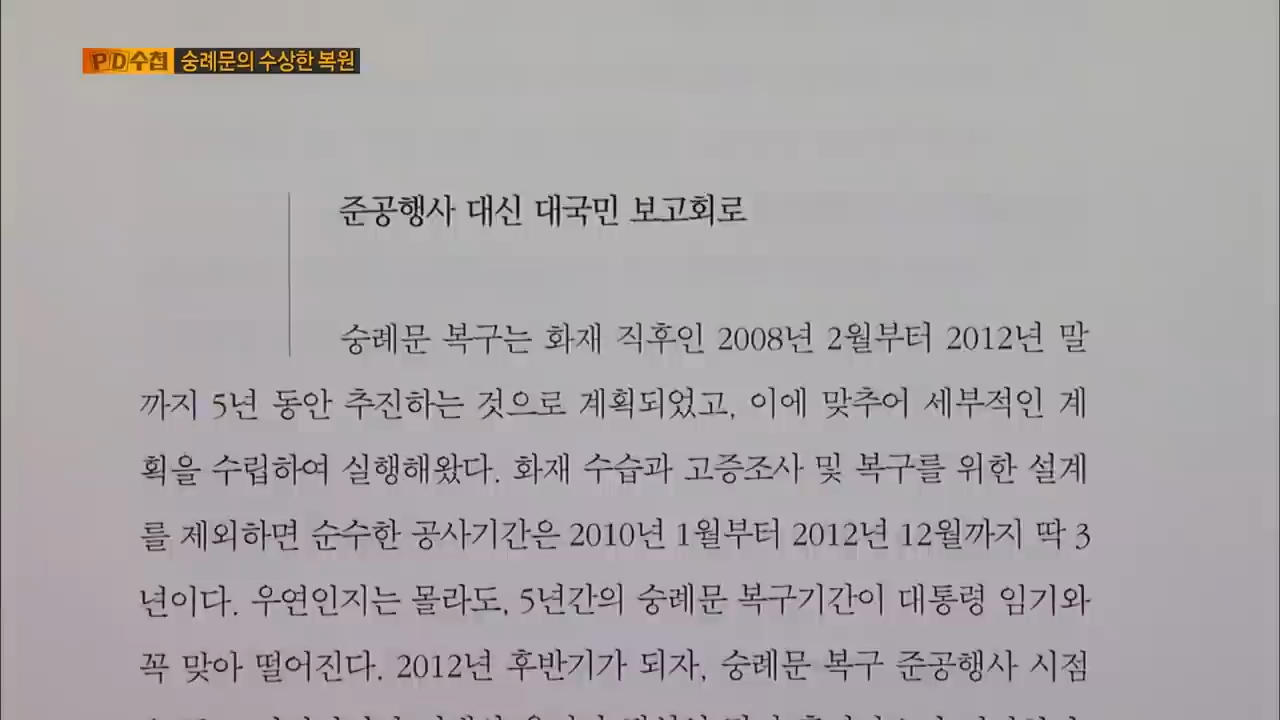 PD수첩 숭례문의 수상한 복원
준공행사 대신 대국민 보고회로
숭례문 복구는 화재 직후인 2008년 2월부터 2012년 말
까지 5년 동안 추진하는 것으로 계획되었고, 이에 맞추어 세부적인 계
획을 수립하여 실행해왔다. 화재 수습과 고증조사 및 복구를 위한 설계
를 제외하면 순수한 공사기간은 2010년 1월부터 2012년 12월까지 딱 3
년이다. 우연인지는 몰라도, 5년간의 숭례문 복구기간이 대통령 임기와
꼭 맞아 떨어진다. 2012년 후반기가 되자, 숭례문 복구 준공행사 시점